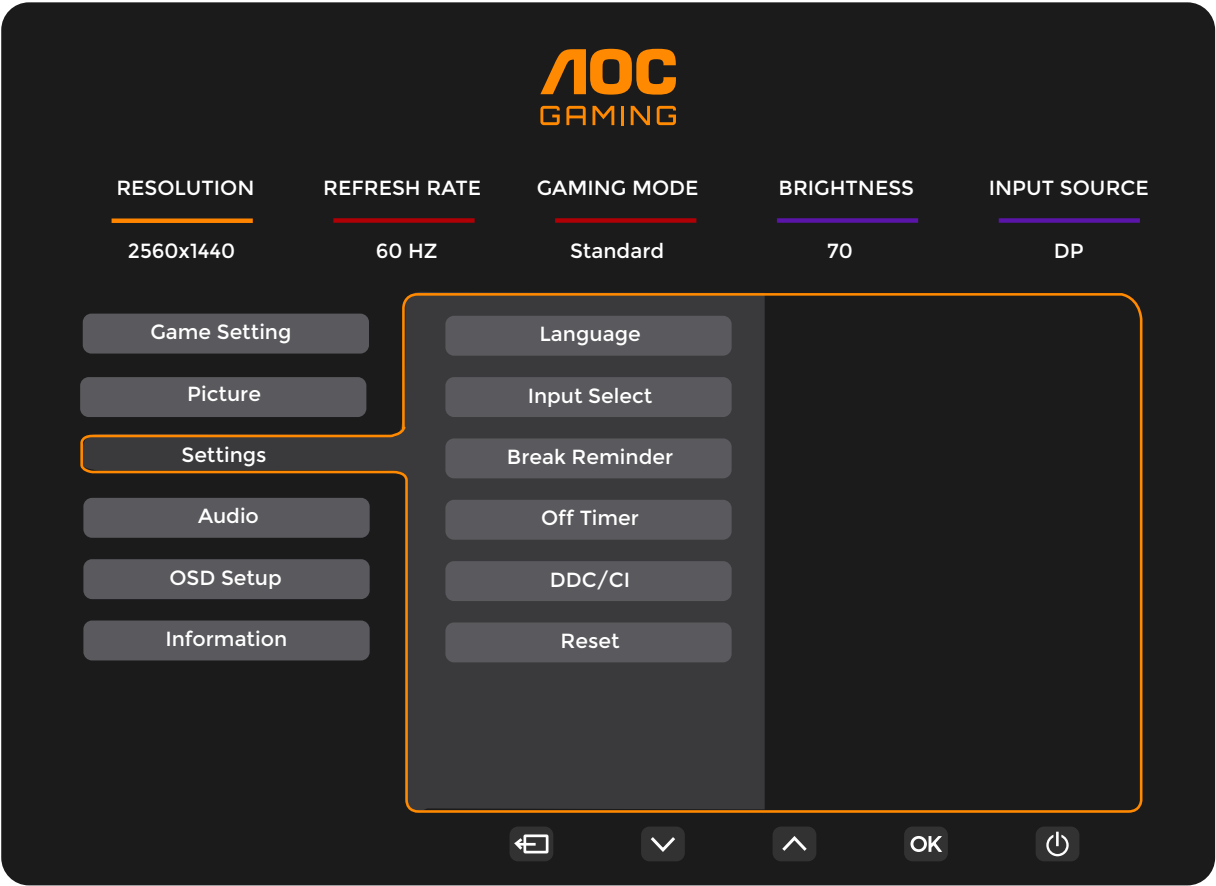 AOC
GAMING
RESOLUTION REFRESH RATE GAMING MODE BRIGHTNESS INPUT SOURCE
2560x1440 60 HZ Standard 70 DP
Game Setting
Picture
Settings
Audio
OSD Setup
Information
Language
Input Select
Break Reminder
Off Timer
DDC/CI
Reset
OK